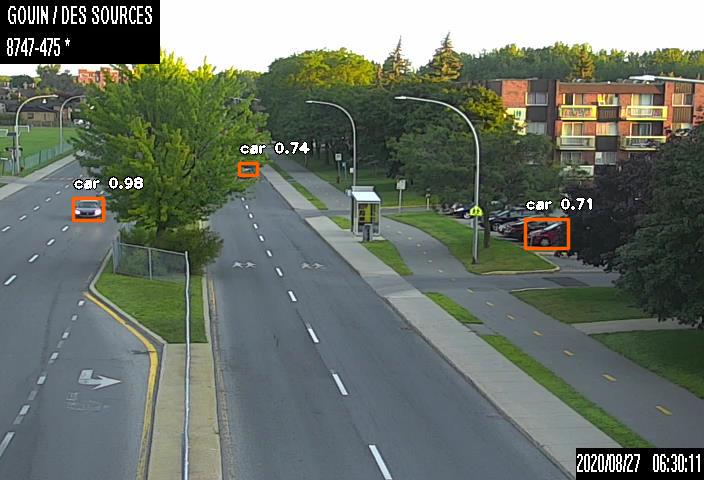 GOUIN / DES SOURCES
8747-475 *
car 0.74
car 0.98
car 0.71
2020/08/27 06:30:11